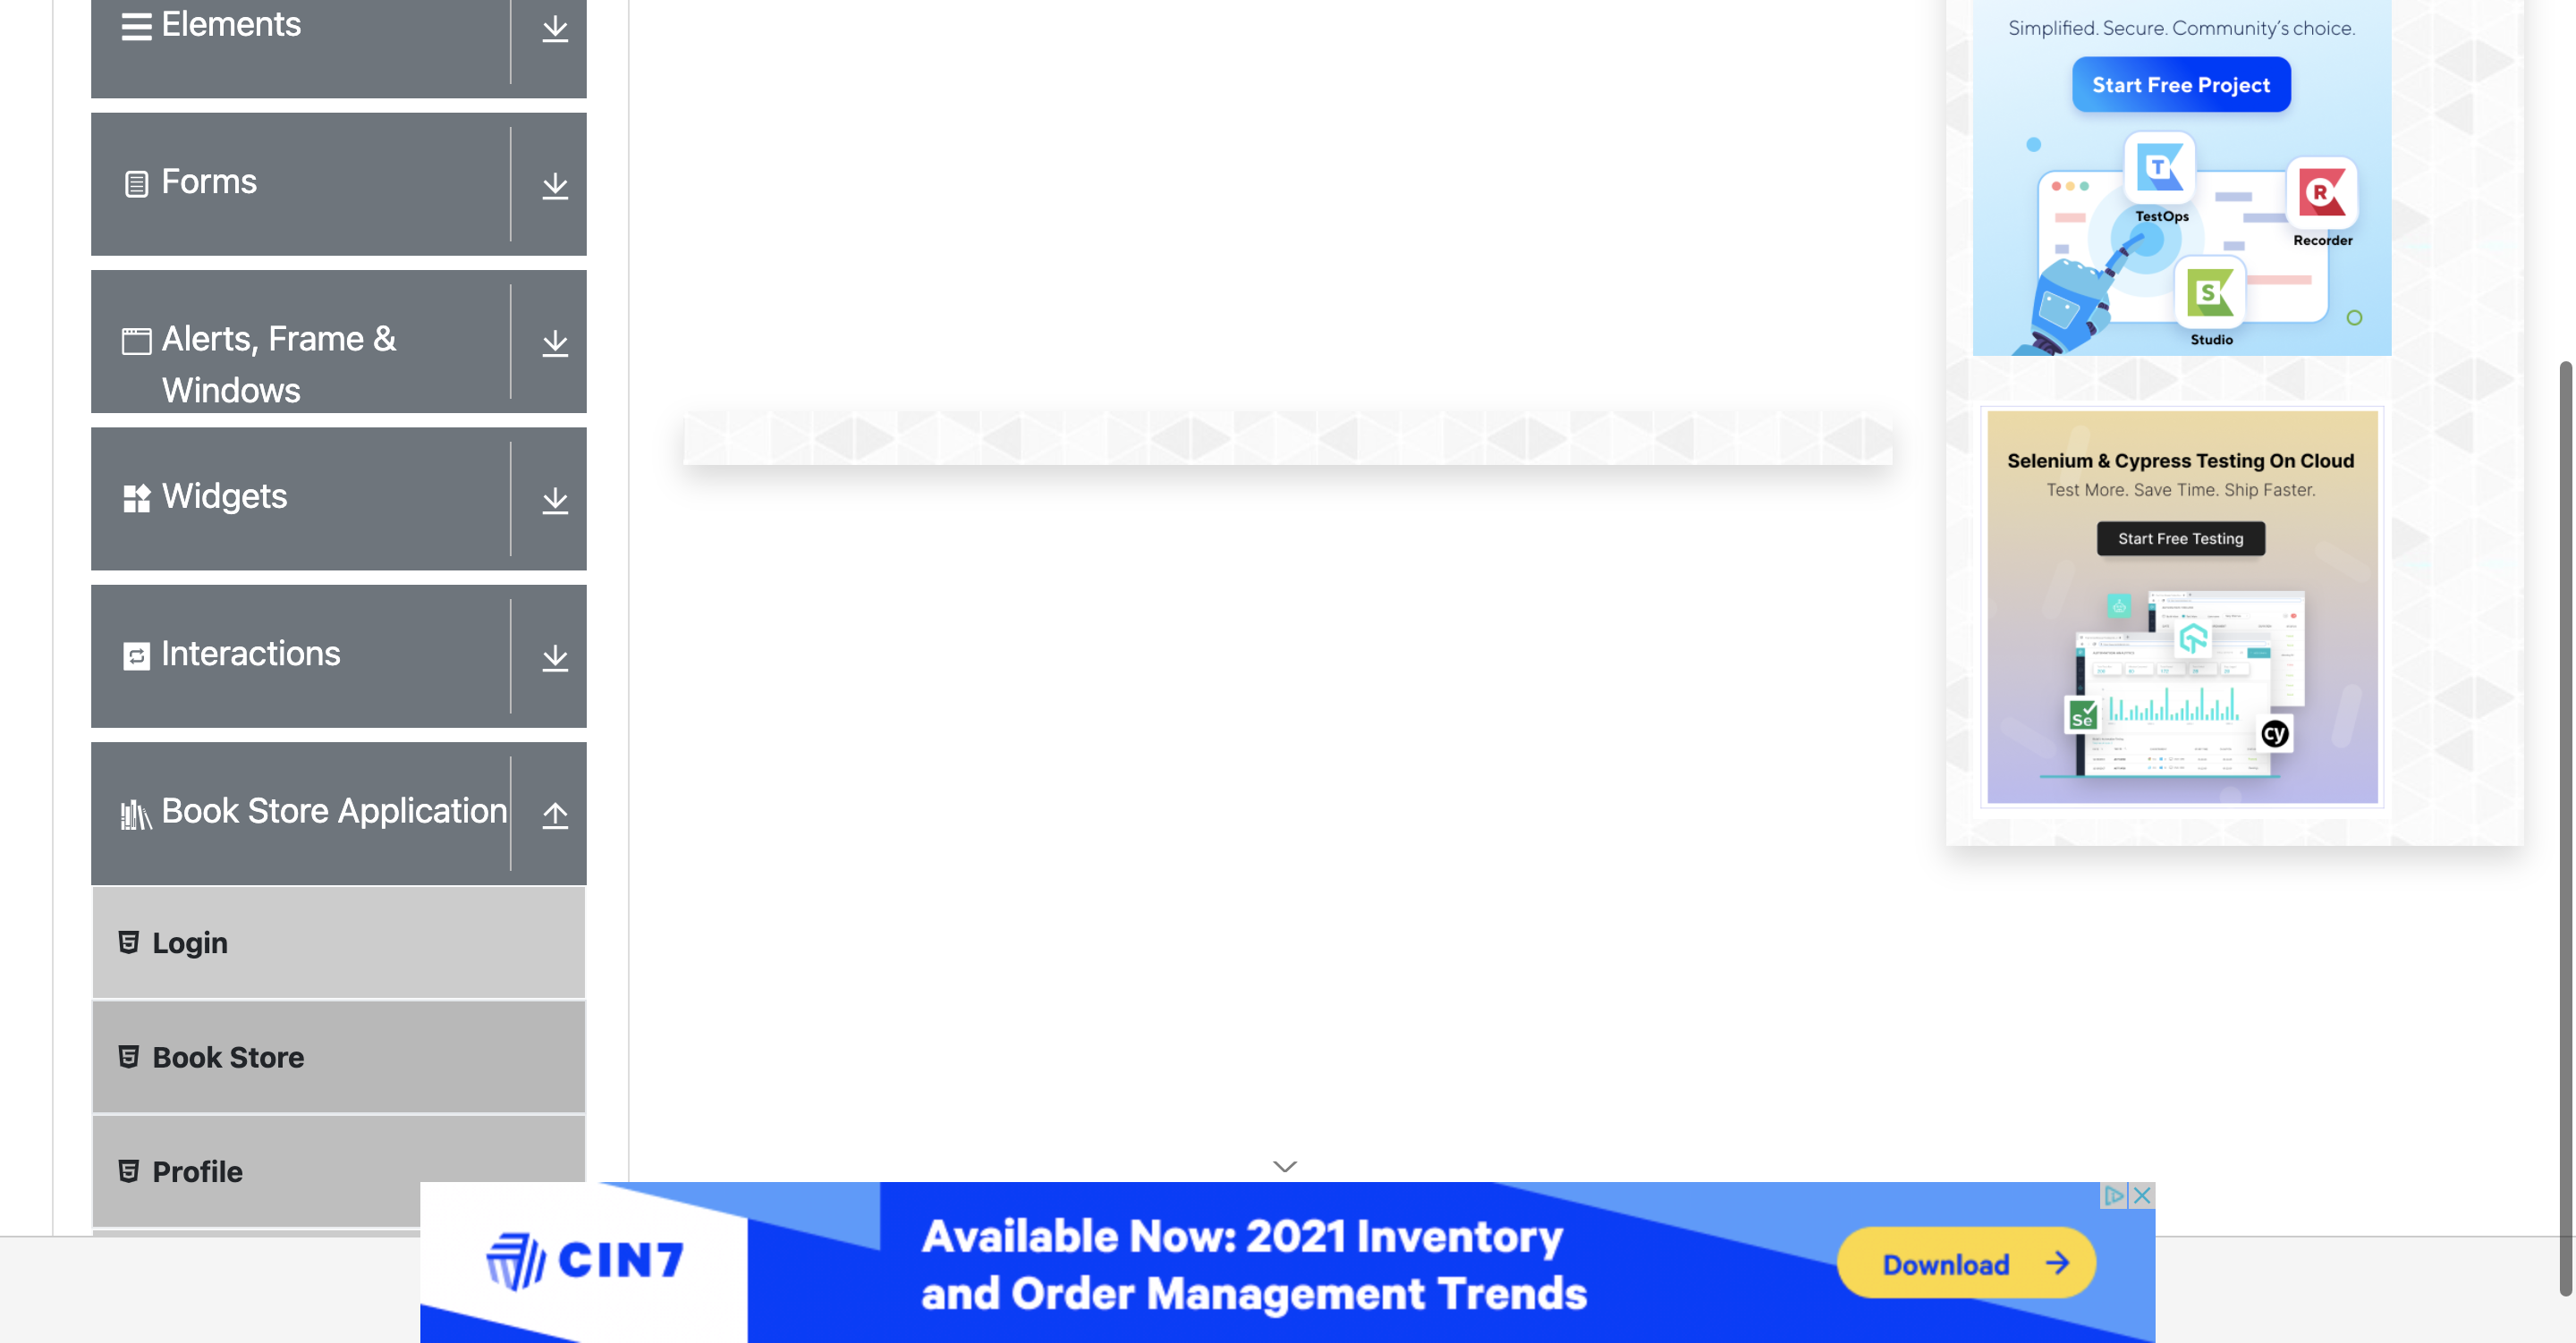 Elements
Forms
Alerts, Frame &
Windows
Widgets
Interactions
Book Store Application
Login
Book Store
Profile
Simplified. Secure. Community's choice.
Start Free Project
T
TestOps
R
Recorder
S
Studio
Selenium & Cypress Testing On Cloud
Test More. Save Time. Ship Faster.
Start Free Testing
Se
cy
CIN7
Available Now: 2021 Inventory
and Order Management Trends
Download